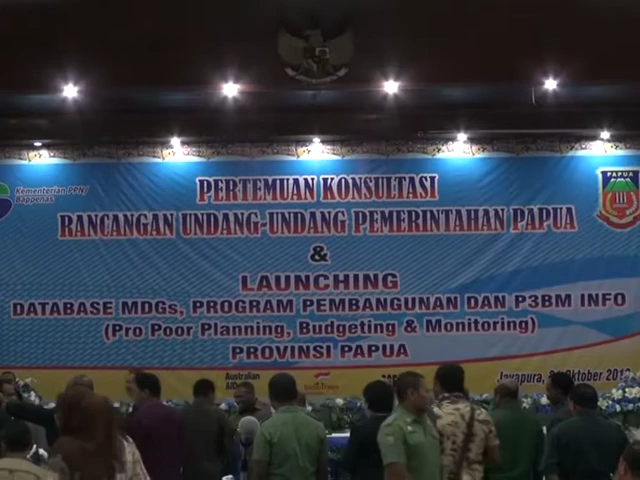 Kementerian PPN/
Bappenas
PAPUA
PERTEMUAN KONSULTASI
RANCANGAN UNDANG-UNDANG PEMERINTAHAN PAPUA
&
LAUNCHING
DATABASE MDGs, PROGRAM PEMBANGUNAN DAN P3BM INFO
(Pro Poor Planning, Budgeting & Monitoring)
PROVINSI PAPUA
Australian
AID
Jayapura, Oktober